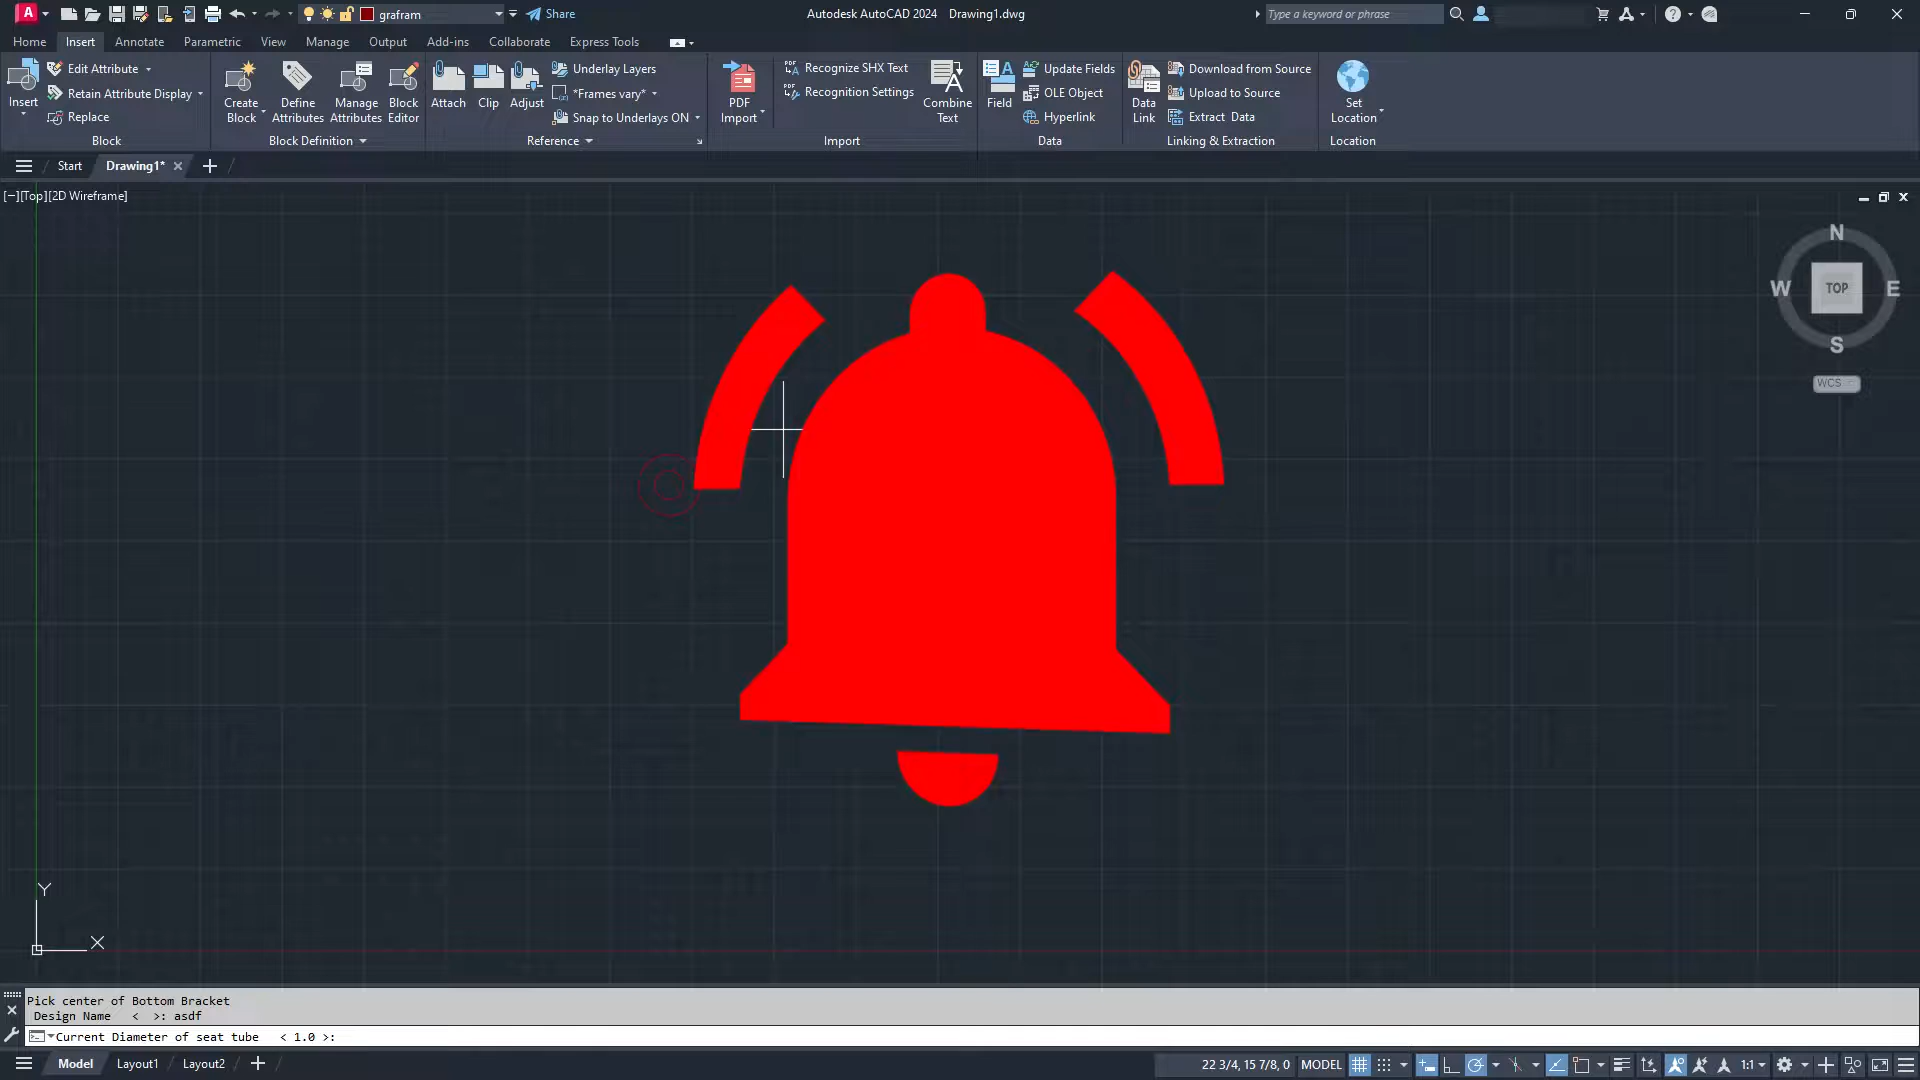 A grafram Share Autodesk AutoCAD 2024 Drawing1.dwg Type a keyword or phrase
Home Insert Annotate Parametric View Manage Output Add-ins Collaborate Express Tools
Insert
Edit Attribute
Retain Attribute Display
Replace
Block
Create Block
Define Attributes
Manage Attributes
Block Editor
Block Definition
Attach
Clip
Adjust
Underlay Layers
*Frames vary*
Snap to Underlays ON
Reference
PDF Import
Recognize SHX Text
Recognition Settings
Combine Text
Import
Field
Update Fields
OLE Object
Hyperlink
Data
Data Link
Download from Source
Upload to Source
Extract Data
Linking & Extraction
Set Location
Location
Start Drawing1*
[−][Top][2D Wireframe]
N
W TOP E
S
WCS
Y
X
Pick center of Bottom Bracket
Design Name < >: asdf
Current Diameter of seat tube < 1.0 >:
Model Layout1 Layout2 22 3/4, 15 7/8, 0 MODEL 1:1